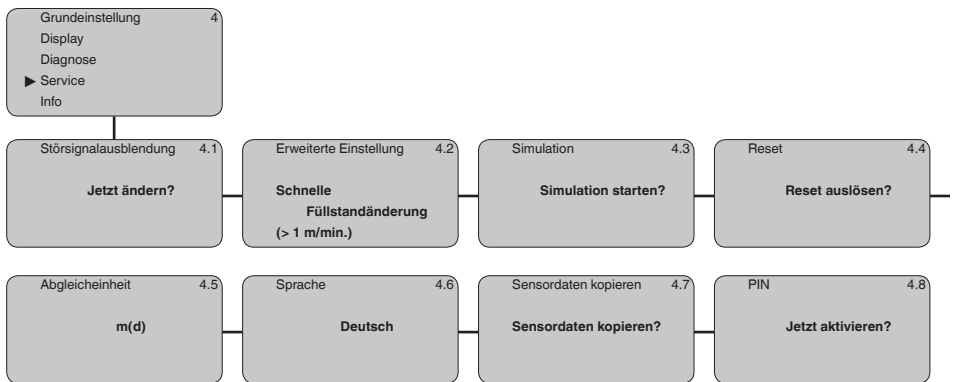 Grundeinstellung 4
Display
Diagnose
▶ Service
Info
Störsignalausblendung 4.1
Jetzt ändern?
Erweiterte Einstellung 4.2
Schnelle
Füllstandänderung
(> 1 m/min.)
Simulation 4.3
Simulation starten?
Reset 4.4
Reset auslösen?
Abgleicheinheit 4.5
m(d)
Sprache 4.6
Deutsch
Sensordaten kopieren 4.7
Sensordaten kopieren?
PIN 4.8
Jetzt aktivieren?